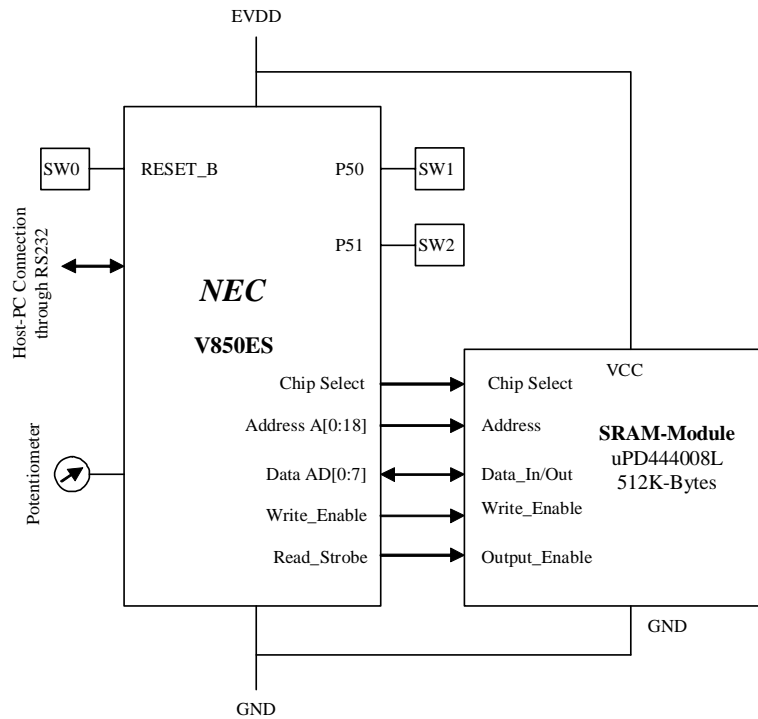 EVDD
SW0
RESET_B
P50
SW1
P51
SW2
Host-PC Connection
through RS232
NEC
V850ES
Potentiometer
Chip Select
Address A[0:18]
Data AD[0:7]
Write_Enable
Read_Strobe
VCC
Chip Select
Address
Data_In/Out
Write_Enable
Output_Enable
SRAM-Module
uPD444008L
512K-Bytes
GND
GND